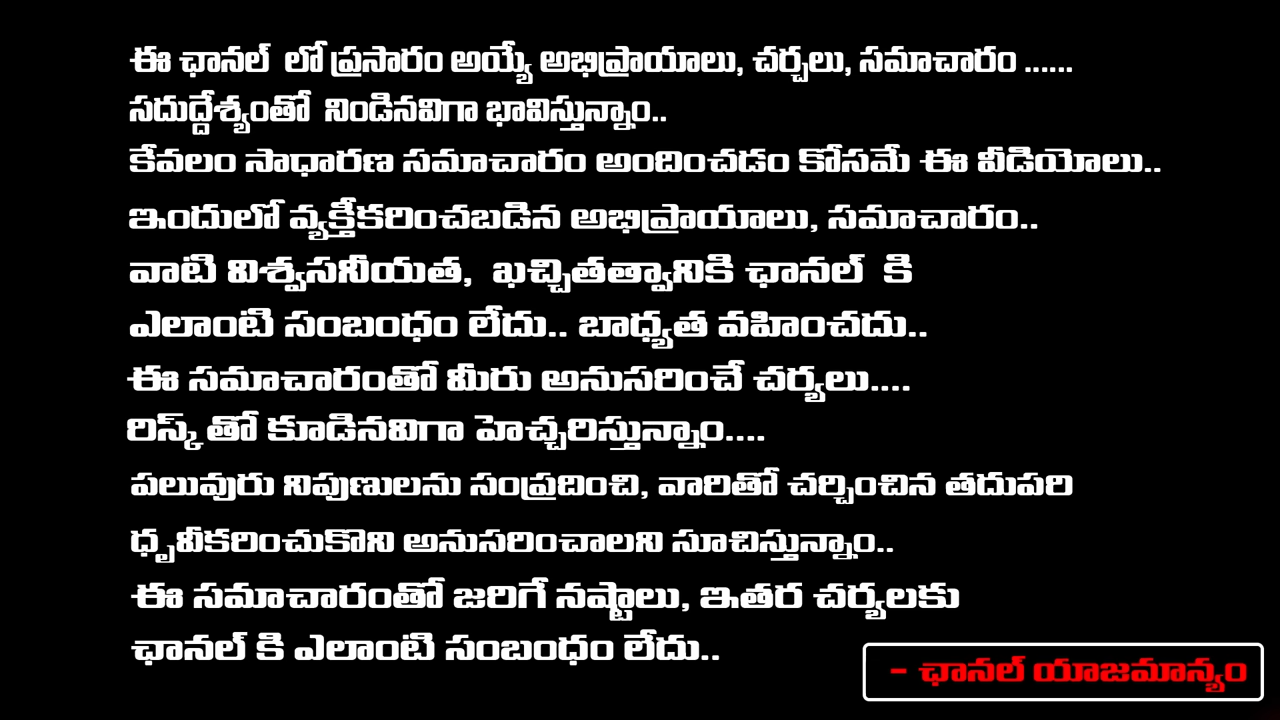 ఈ ఛానల్ లో ప్రసారం అయ్యే అభిప్రాయాలు, చర్చలు, సమాచారం ......
సదుద్దేశ్యంతో నిండినవిగా భావిస్తున్నాం..
కేవలం సాధారణ సమాచారం అందించడం కోసమే ఈ వీడియోలు..
ఇందులో వ్యక్తీకరించబడిన అభిప్రాయాలు, సమాచారం..
వాటి విశ్వసనీయత, ఖచ్చితత్వానికి ఛానల్ కి
ఎలాంటి సంబంధం లేదు.. బాధ్యత వహించదు..
ఈ సమాచారంతో మీరు అనుసరించే చర్యలు....
రిస్క్ తో కూడినవిగా హెచ్చరిస్తున్నాం....
పలువురు నిపుణులను సంప్రదించి, వారితో చర్చించిన తదుపరి
ధృవీకరించుకొని అనుసరించాలని సూచిస్తున్నాం..
ఈ సమాచారంతో జరిగే నష్టాలు, ఇతర చర్యలకు
ఛానల్ కి ఎలాంటి సంబంధం లేదు..
- ఛానల్ యాజమాన్యం